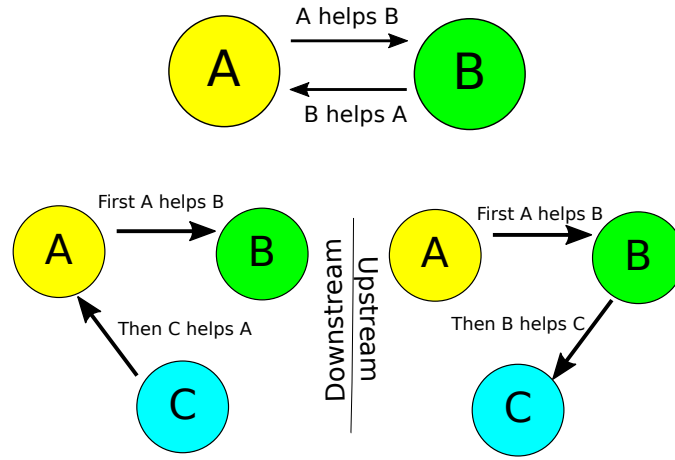 A helps B
A
B
B helps A
First A helps B
A
B
Then C helps A
C
Downstream
Upstream
First A helps B
A
B
Then B helps C
C